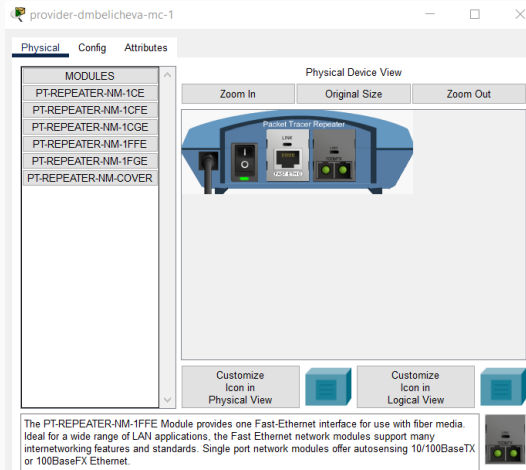 provider-dmbelicheva-mc-1
Physical Config Attributes
MODULES
PT-REPEATER-NM-1CE
PT-REPEATER-NM-1CFE
PT-REPEATER-NM-1CGE
PT-REPEATER-NM-1FFE
PT-REPEATER-NM-1FGE
PT-REPEATER-NM-COVER
Physical Device View
Zoom In Original Size Zoom Out
Packet Tracer Repeater
LINK
FAST ETH0
Customize
Icon in
Physical View
Customize
Icon in
Logical View
The PT-REPEATER-NM-1FFE Module provides one Fast-Ethernet interface for use with fiber media.
Ideal for a wide range of LAN applications, the Fast Ethernet network modules support many
internetworking features and standards. Single port network modules offer autosensing 10/100BaseTX
or 100BaseFX Ethernet.